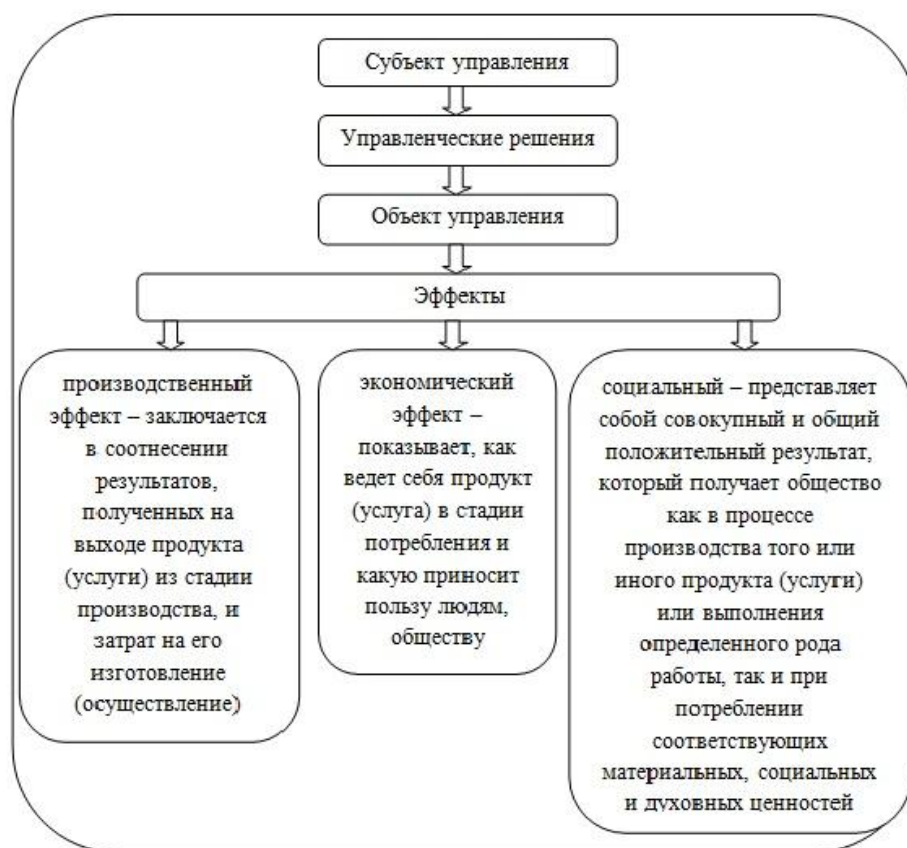 Субъект управления
Управленческие решения
Объект управления
Эффекты
производственный
эффект – заключается
в соотнесении
результатов,
полученных на
выходе продукта
(услуги) из стадии
производства, и
затрат на его
изготовление
(осуществление)
экономический
эффект –
показывает, как
ведет себя продукт
(услуга) в стадии
потребления и
какую приносит
пользу людям,
обществу
социальный – представляет
собой совокупный и общий
положительный результат,
который получает общество
как в процессе
производства того или
иного продукта (услуги)
или выполнения
определенного рода
работы, так и при
потреблении
соответствующих
материальных, социальных
и духовных ценностей